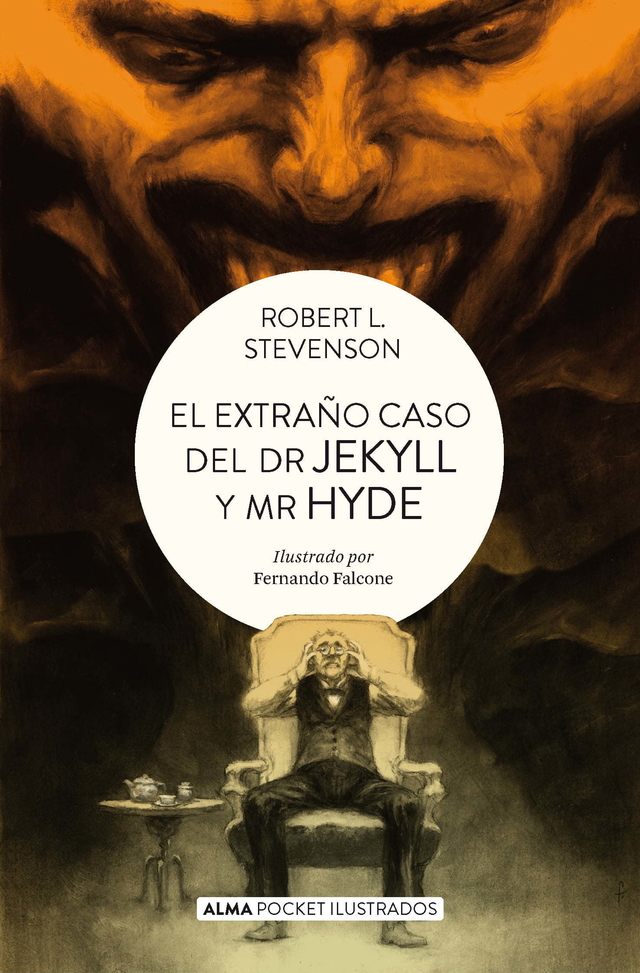 ROBERT L.
STEVENSON
EL EXTRAÑO CASO
DEL DR JEKYLL
Y MR HYDE
Ilustrado por
Fernando Falcone
ALMA POCKET ILUSTRADOS